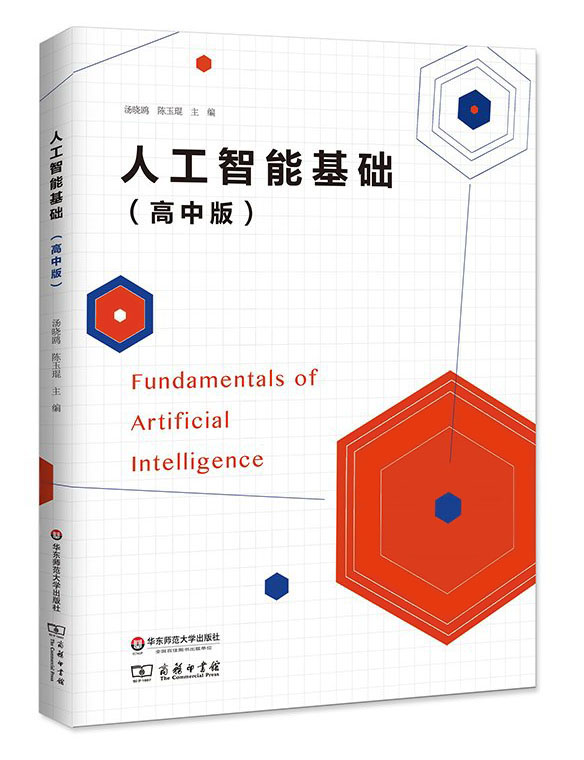 汤晓鸥 陈玉琨 主 编
人工智能基础
（高中版）
Fundamentals of
Artificial
Intelligence
华东师范大学出版社
全国百佳图书出版单位
商务印书馆
The Commercial Press
人工智能基础
（高中版）
汤晓鸥 陈玉琨 主 编
华东师范大学出版社
商务印书馆
The Commercial Press